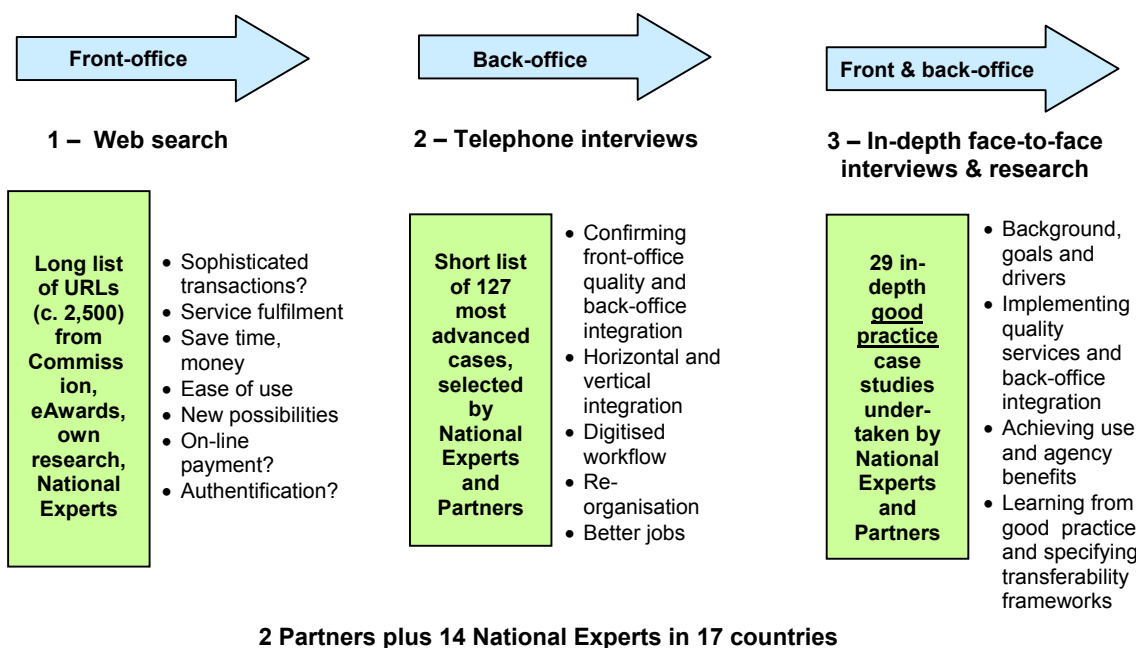 Front-office
Back-office
Front & back-office
1 – Web search
2 – Telephone interviews
3 – In-depth face-to-face
interviews & research
Long list
of URLs
(c. 2,500)
from
Commiss
ion,
eAwards,
own
research,
National
Experts
• Sophisticated
transactions?
• Service fulfilment
• Save time,
money
• Ease of use
• New possibilities
• On-line
payment?
• Authentification?
Short list
of 127
most
advanced
cases,
selected
by
National
Experts
and
Partners
• Confirming
front-office
quality and
back-office
integration
• Horizontal and
vertical
integration
• Digitised
workflow
• Re-
organisation
• Better jobs
29 in-
depth
good
practice
case
studies
under-
taken by
National
Experts
and
Partners
• Background,
goals and
drivers
• Implementing
quality
services and
back-office
integration
• Achieving use
and agency
benefits
• Learning from
good practice
and specifying
transferability
frameworks
2 Partners plus 14 National Experts in 17 countries